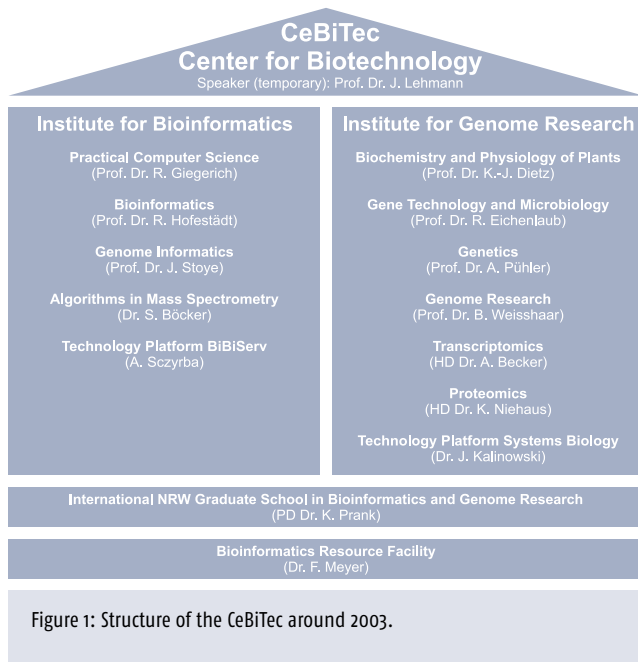 CeBiTec
Center for Biotechnology
Speaker (temporary): Prof. Dr. J. Lehmann
Institute for Bioinformatics
Practical Computer Science
(Prof. Dr. R. Giegerich)
Bioinformatics
(Prof. Dr. R. Hofestädt)
Genome Informatics
(Prof. Dr. J. Stoye)
Algorithms in Mass Spectrometry
(Dr. S. Böcker)
Technology Platform BiBiServ
(A. Sczyrba)
Institute for Genome Research
Biochemistry and Physiology of Plants
(Prof. Dr. K.-J. Dietz)
Gene Technology and Microbiology
(Prof. Dr. R. Eichenlaub)
Genetics
(Prof. Dr. A. Pühler)
Genome Research
(Prof. Dr. B. Weisshaar)
Transcriptomics
(HD Dr. A. Becker)
Proteomics
(HD Dr. K. Niehaus)
Technology Platform Systems Biology
(Dr. J. Kalinowski)
International NRW Graduate School in Bioinformatics and Genome Research
(PD Dr. K. Prank)
Bioinformatics Resource Facility
(Dr. F. Meyer)
Figure 1: Structure of the CeBiTec around 2003.